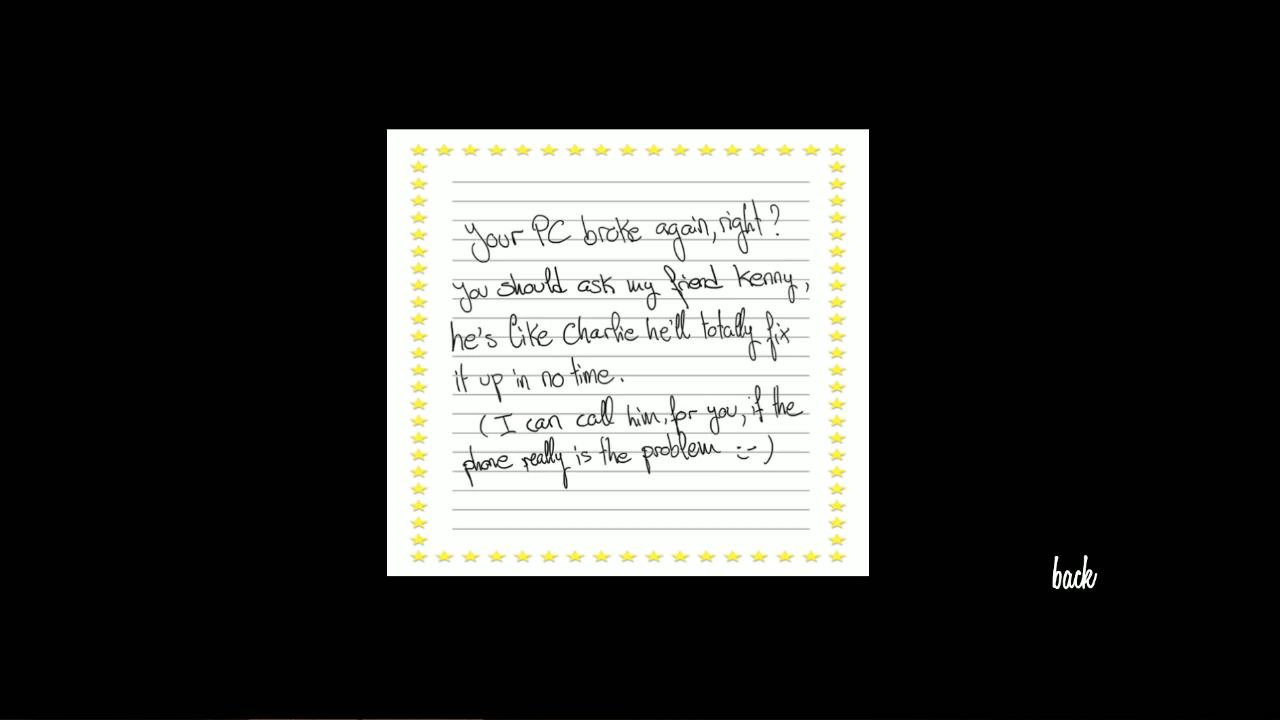 Your PC broke again, right?
you should ask my friend Kenny,
he's like Charlie he'll totally fix
it up in no time.
(I can call him, for you, if the
phone really is the problem :-)
back